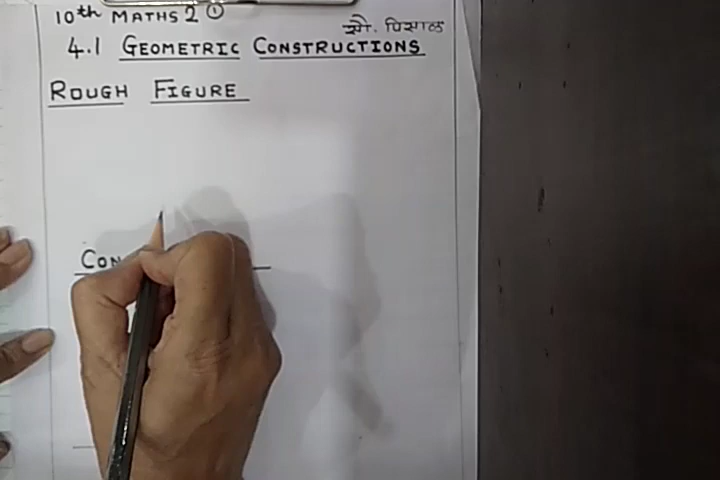 10th MATHS 2 ①
सौ. पिसाळ
4.1 GEOMETRIC CONSTRUCTIONS
ROUGH FIGURE